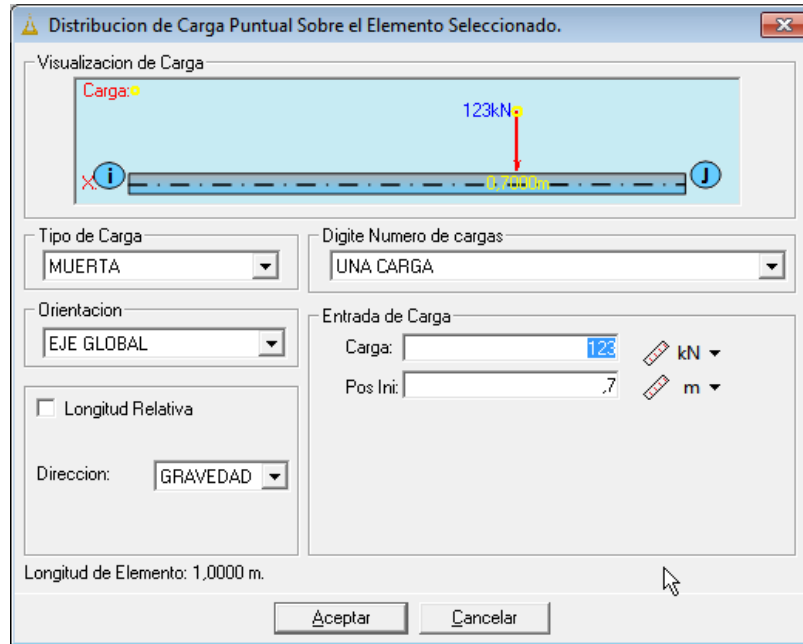 Distribucion de Carga Puntual Sobre el Elemento Seleccionado.
Visualizacion de Carga
Carga:
123kN
X: i 0,7000m J
Tipo de Carga
MUERTA
Digite Numero de cargas
UNA CARGA
Orientacion
EJE GLOBAL
Entrada de Carga
Carga: 123 kN
Pos Ini: ,7 m
Longitud Relativa
Direccion: GRAVEDAD
Longitud de Elemento: 1,0000 m.
Aceptar Cancelar